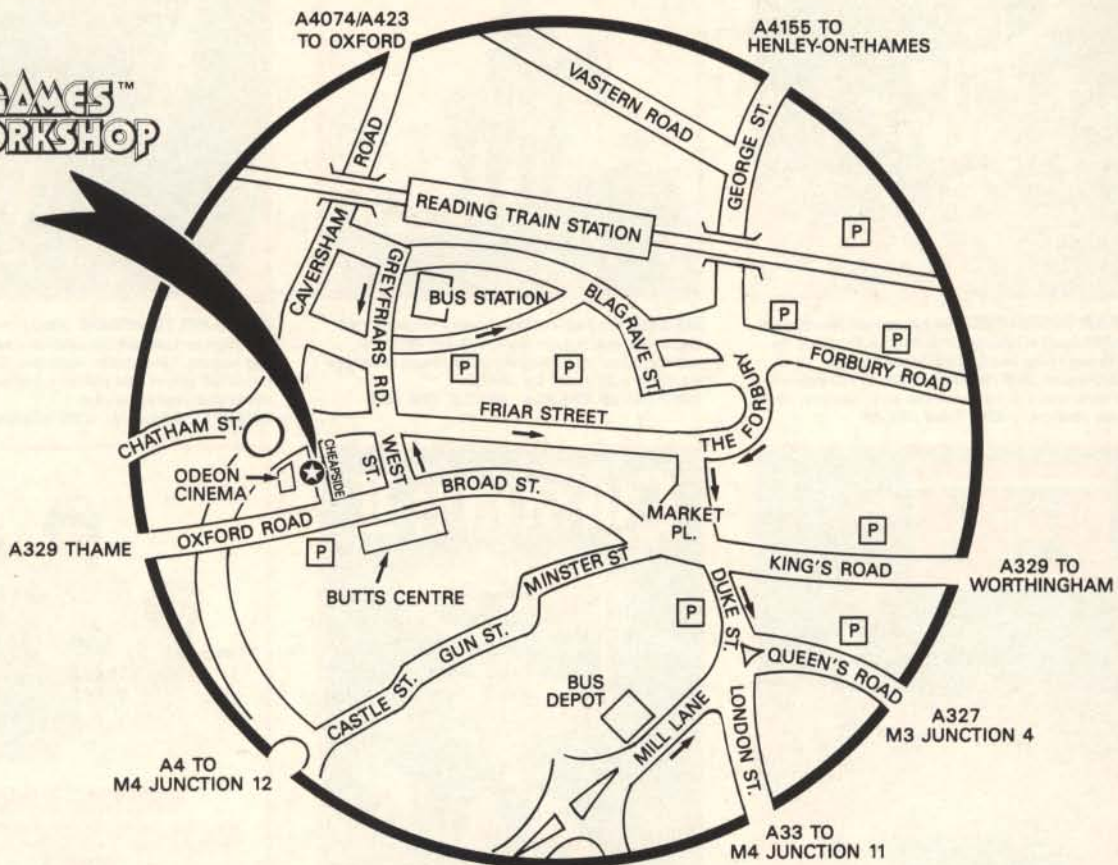 A4074/A423
TO OXFORD
A4155 TO
HENLEY-ON-THAMES
GAMES™
WORKSHOP
VASTERN ROAD
ROAD
GEORGE ST.
READING TRAIN STATION
P
CAVERSHAM
GREYFRIARS RD.
BUS STATION
BLAGRAVE ST.
P
P
P
P
FORBURY ROAD
FRIAR STREET
THE FORBURY
CHATHAM ST.
ODEON
CINEMA
CHEAPSIDE
WEST
ST.
BROAD ST.
MARKET
PL.
OXFORD ROAD
A329 THAME
P
P
KING'S ROAD
A329 TO
WORTHINGHAM
BUTTS CENTRE
MINSTER ST
GUN ST.
CASTLE ST.
P
DUKE ST.
P
QUEEN'S ROAD
BUS
DEPOT
MILL LANE
LONDON ST.
A327
M3 JUNCTION 4
A4 TO
M4 JUNCTION 12
A33 TO
M4 JUNCTION 11